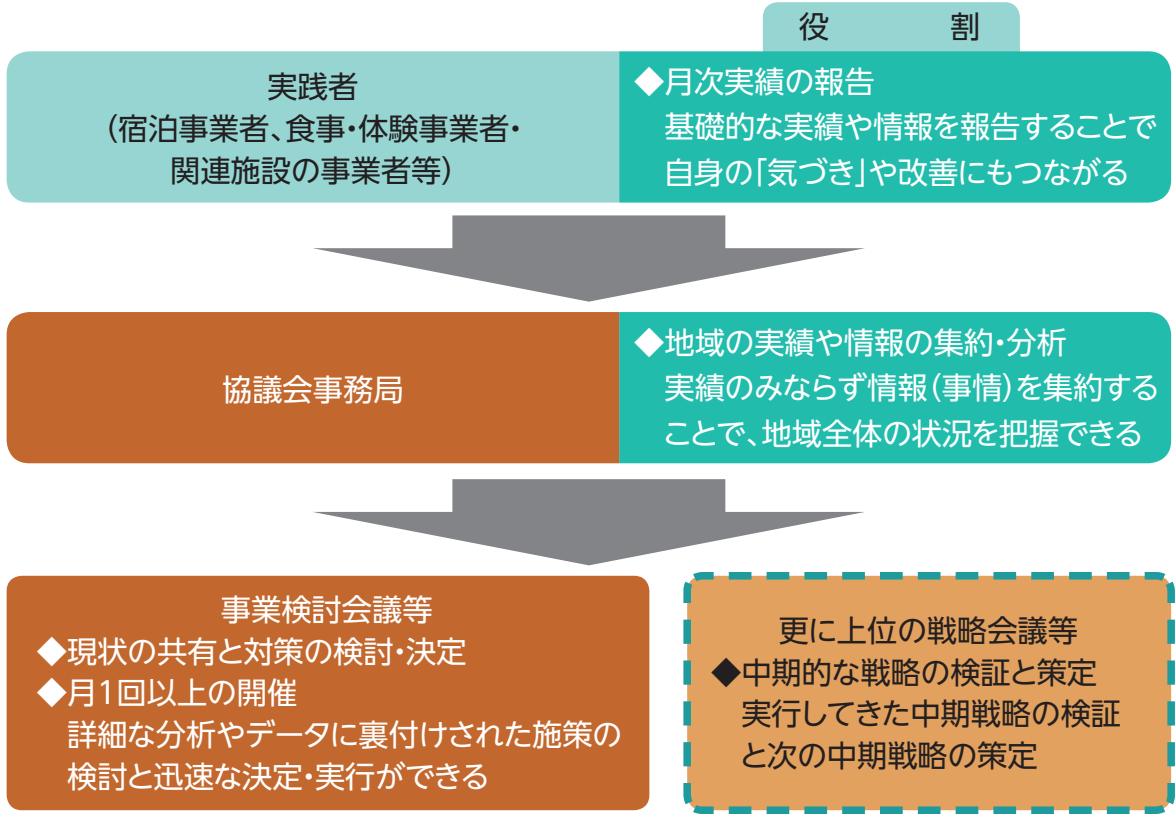 役　割
実践者
（宿泊事業者、食事・体験事業者・
関連施設の事業者等）
◆月次実績の報告
基礎的な実績や情報を報告することで
自身の「気づき」や改善にもつながる
協議会事務局
◆地域の実績や情報の集約・分析
実績のみならず情報（事情）を集約する
ことで、地域全体の状況を把握できる
事業検討会議等
◆現状の共有と対策の検討・決定
◆月1回以上の開催
詳細な分析やデータに裏付けされた施策の
検討と迅速な決定・実行ができる
更に上位の戦略会議等
◆中期的な戦略の検証と策定
実行してきた中期戦略の検証
と次の中期戦略の策定